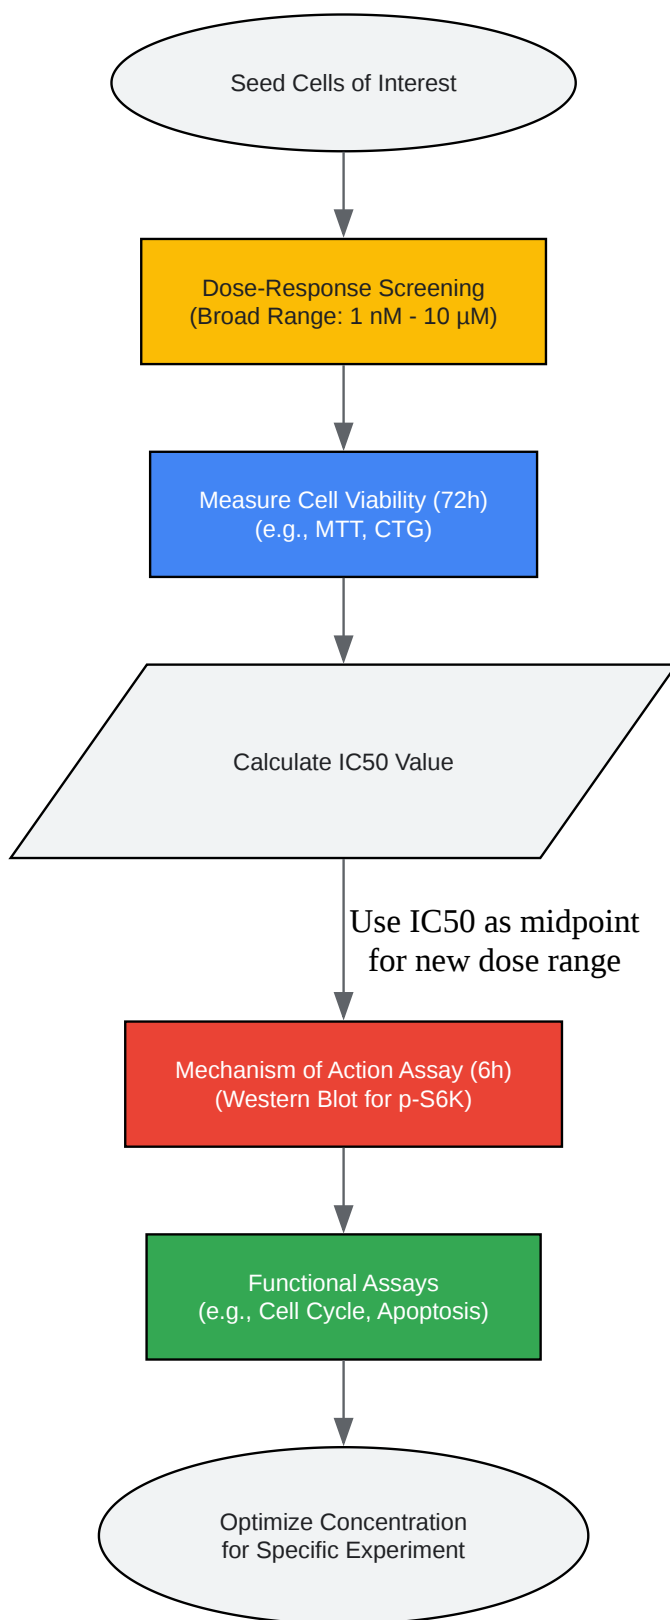 Seed Cells of Interest
Dose-Response Screening
(Broad Range: 1 nM - 10 µM)
Measure Cell Viability (72h)
(e.g., MTT, CTG)
Calculate IC50 Value
Use IC50 as midpoint
for new dose range
Mechanism of Action Assay (6h)
(Western Blot for p-S6K)
Functional Assays
(e.g., Cell Cycle, Apoptosis)
Optimize Concentration
for Specific Experiment